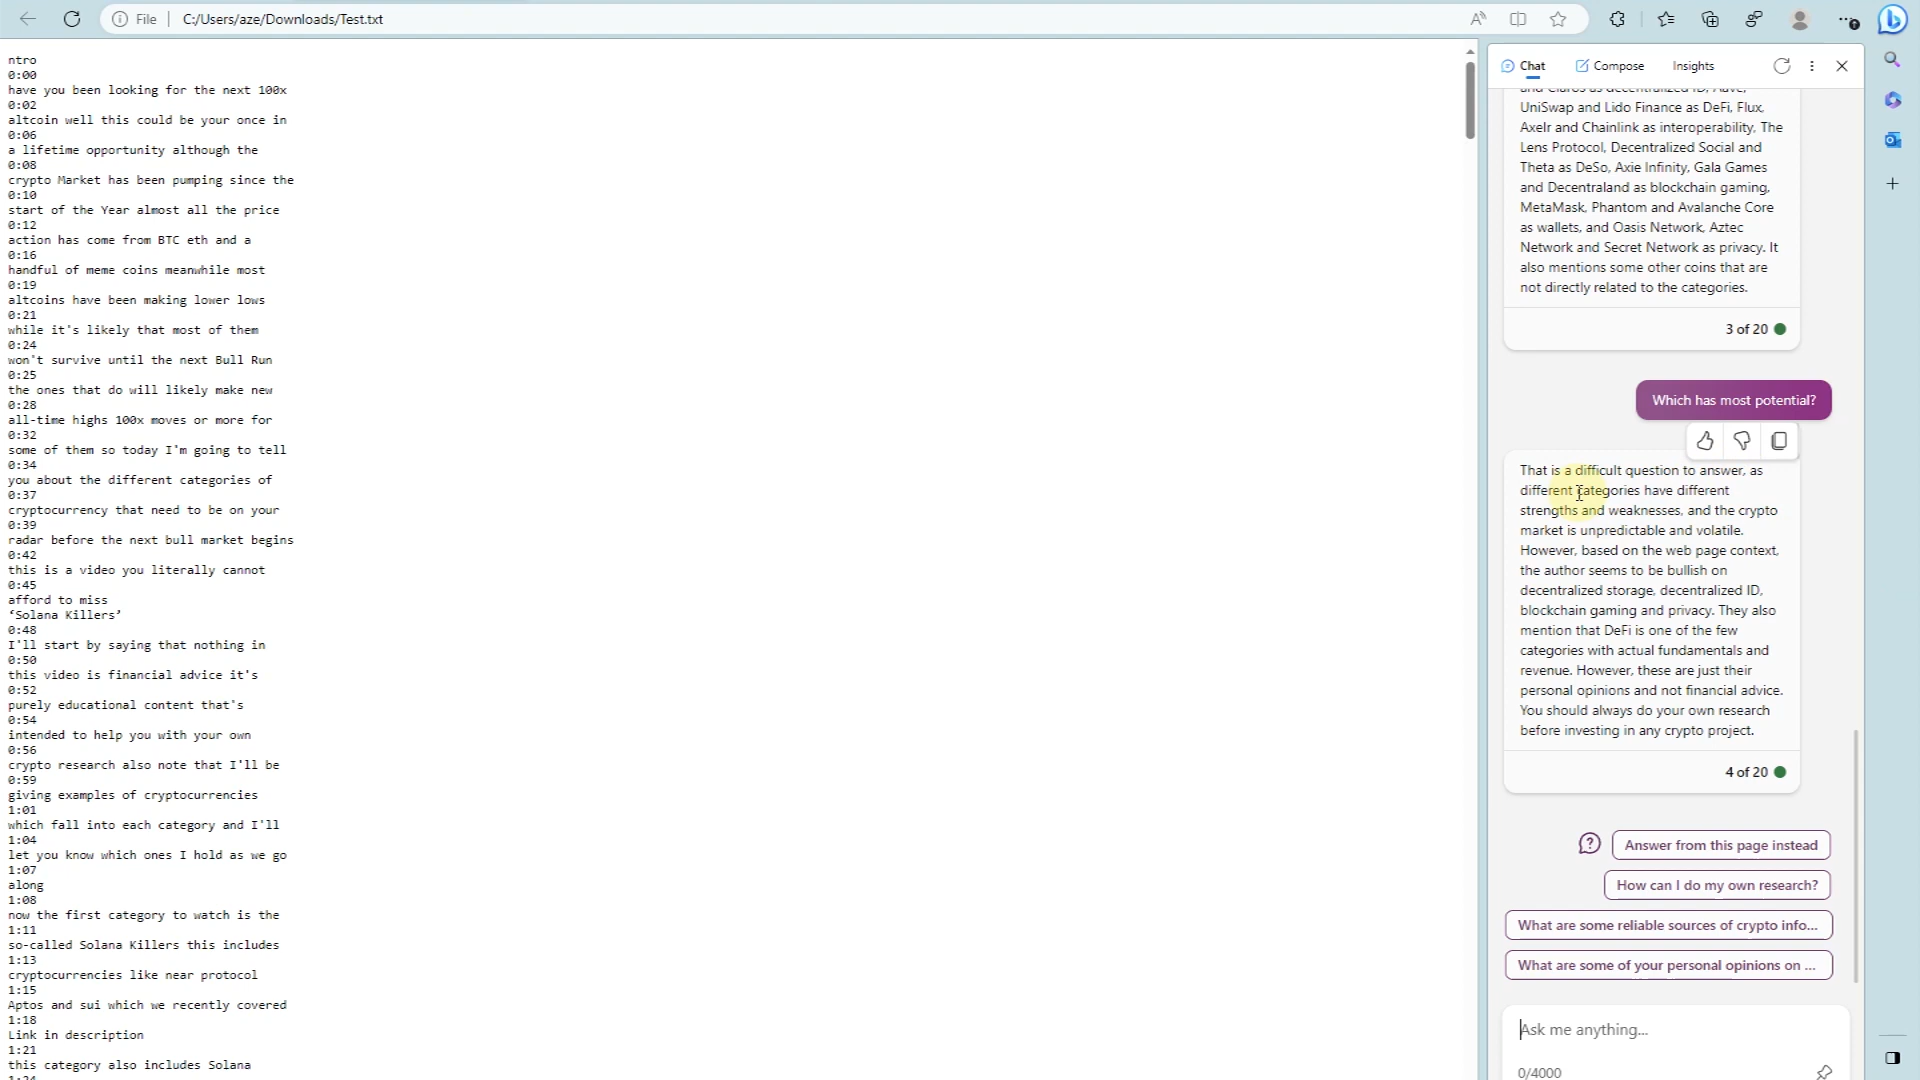 File
C:/Users/aze/Downloads/Test.txt
ntro
0:00
have you been looking for the next 100x
0:02
altcoin well this could be your once in
0:06
a lifetime opportunity although the
0:08
crypto Market has been pumping since the
0:10
start of the Year almost all the price
0:12
action has come from BTC eth and a
0:16
handful of meme coins meanwhile most
0:19
altcoins have been making lower lows
0:21
while it's likely that most of them
0:24
won't survive until the next Bull Run
0:25
the ones that do will likely make new
0:28
all-time highs 100x moves or more for
0:32
some of them so today I'm going to tell
0:34
you about the different categories of
0:37
cryptocurrency that need to be on your
0:39
radar before the next bull market begins
0:42
this is a video you literally cannot
0:45
afford to miss
‘Solana Killers’
0:48
I'll start by saying that nothing in
0:50
this video is financial advice it's
0:52
purely educational content that's
0:54
intended to help you with your own
0:56
crypto research also note that I'll be
0:59
giving examples of cryptocurrencies
1:01
which fall into each category and I'll
1:04
let you know which ones I hold as we go
1:07
along
1:08
now the first category to watch is the
1:11
so-called Solana Killers this includes
1:13
cryptocurrencies like near protocol
1:15
Aptos and sui which we recently covered
1:18
Link in description
1:21
this category also includes Solana
1:24
Chat
Compose
Insights
and Claros as decentralized ID, Aave,
UniSwap and Lido Finance as DeFi, Flux,
Axelr and Chainlink as interoperability, The
Lens Protocol, Decentralized Social and
Theta as DeSo, Axie Infinity, Gala Games
and Decentraland as blockchain gaming,
MetaMask, Phantom and Avalanche Core
as wallets, and Oasis Network, Aztec
Network and Secret Network as privacy. It
also mentions some other coins that are
not directly related to the categories.
3 of 20
Which has most potential?
That is a difficult question to answer, as
different categories have different
strengths and weaknesses, and the crypto
market is unpredictable and volatile.
However, based on the web page context,
the author seems to be bullish on
decentralized storage, decentralized ID,
blockchain gaming and privacy. They also
mention that DeFi is one of the few
categories with actual fundamentals and
revenue. However, these are just their
personal opinions and not financial advice.
You should always do your own research
before investing in any crypto project.
4 of 20
Answer from this page instead
How can I do my own research?
What are some reliable sources of crypto info...
What are some of your personal opinions on ...
Ask me anything...
0/4000